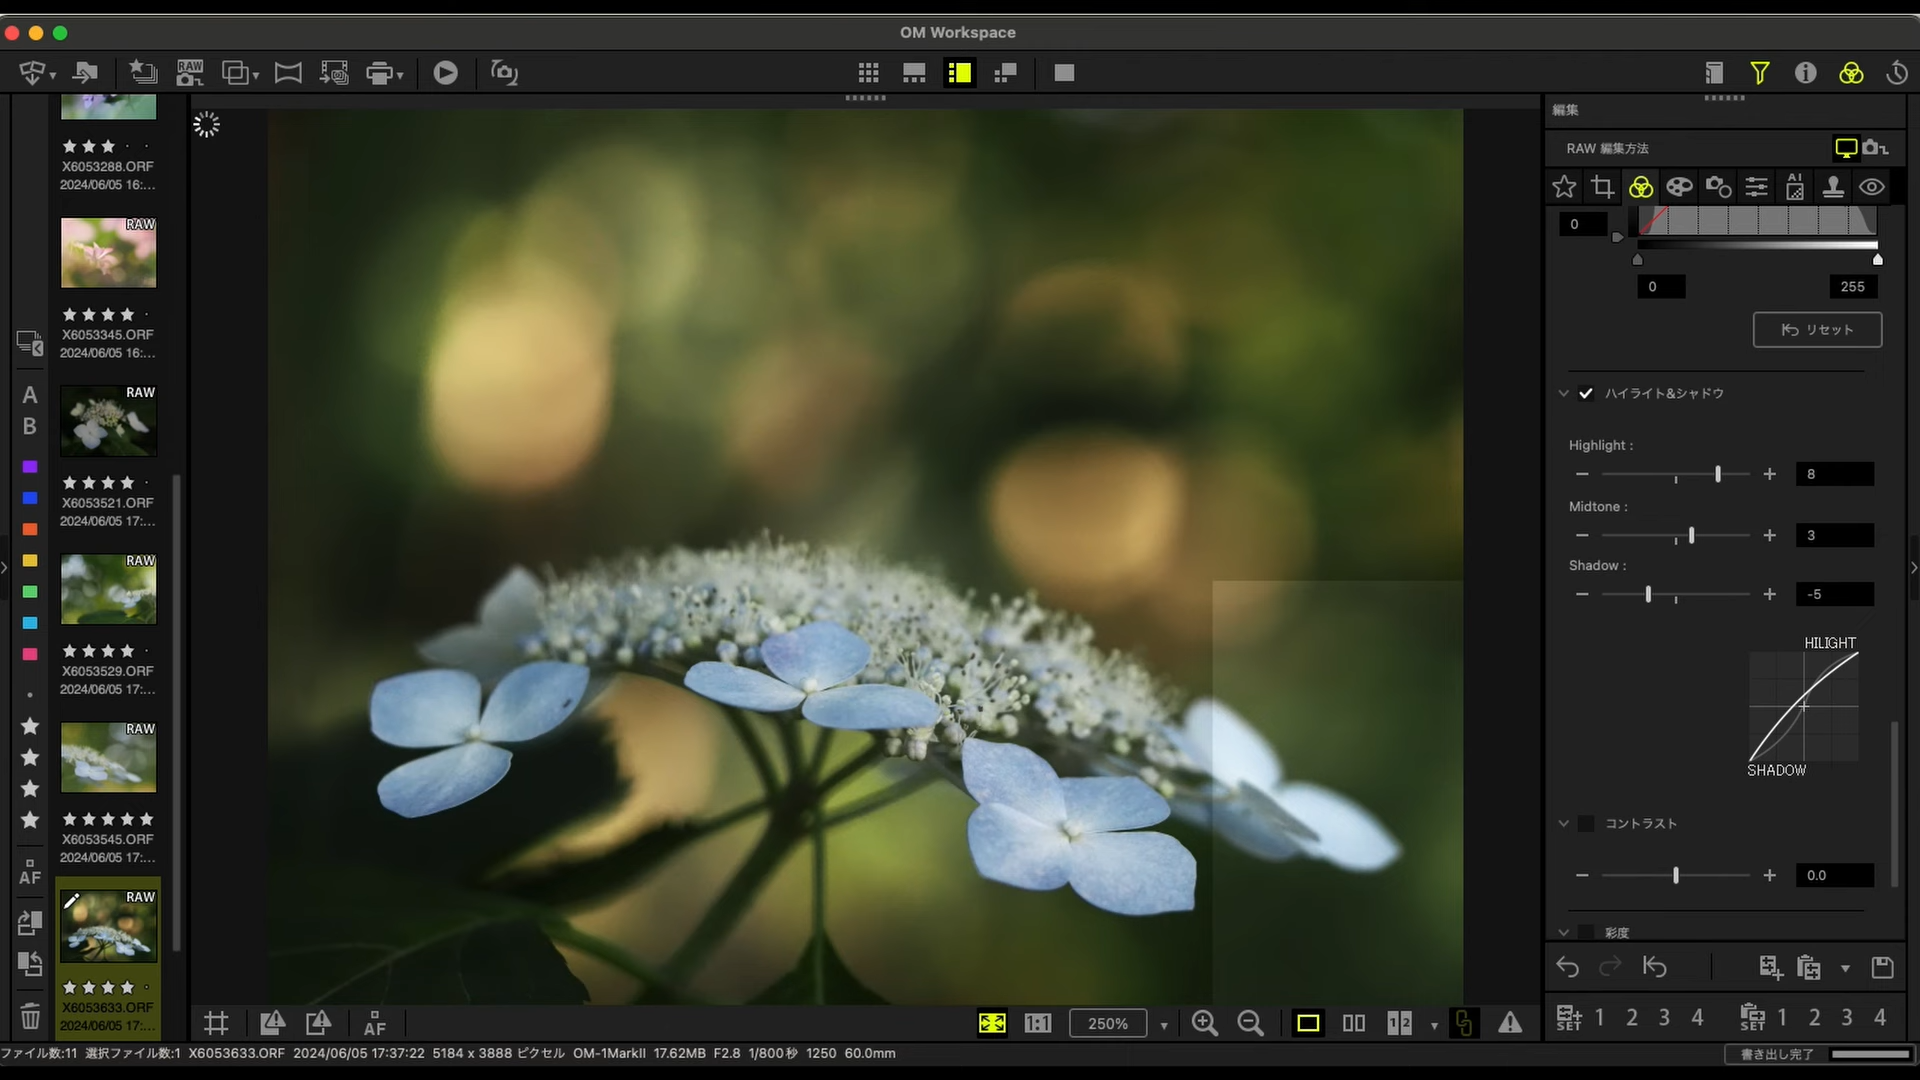 OM Workspace
RAW
X6053288.ORF
2024/06/05 16:...
RAW
X6053345.ORF
2024/06/05 16:...
RAW
X6053521.ORF
2024/06/05 17:...
RAW
X6053529.ORF
2024/06/05 17:...
RAW
X6053545.ORF
2024/06/05 17:...
RAW
X6053633.ORF
2024/06/05 17:...
A
B
AF
編集
RAW 編集方法
AI
0
0 255
リセット
ハイライト&シャドウ
Highlight :
8
Midtone :
3
Shadow :
-5
HILIGHT
SHADOW
コントラスト
0.0
彩度
AF
1:1
250%
1 2
SET 1 2 3 4
SET 1 2 3 4
ファイル数:11 選択ファイル数:1 X6053633.ORF 2024/06/05 17:37:22 5184 x 3888 ピクセル OM-1MarkII 17.62MB F2.8 1/800秒 1250 60.0mm
書き出し完了